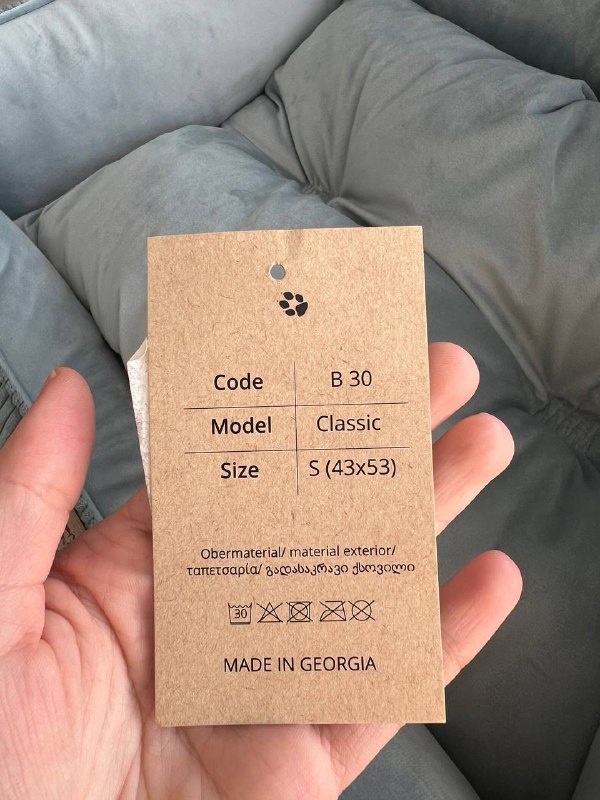 Code B 30
Model Classic
Size S (43x53)
Obermaterial/ material exterior/
ταπετσαρία/ გადასაკრავი ქსოვილი
30
MADE IN GEORGIA